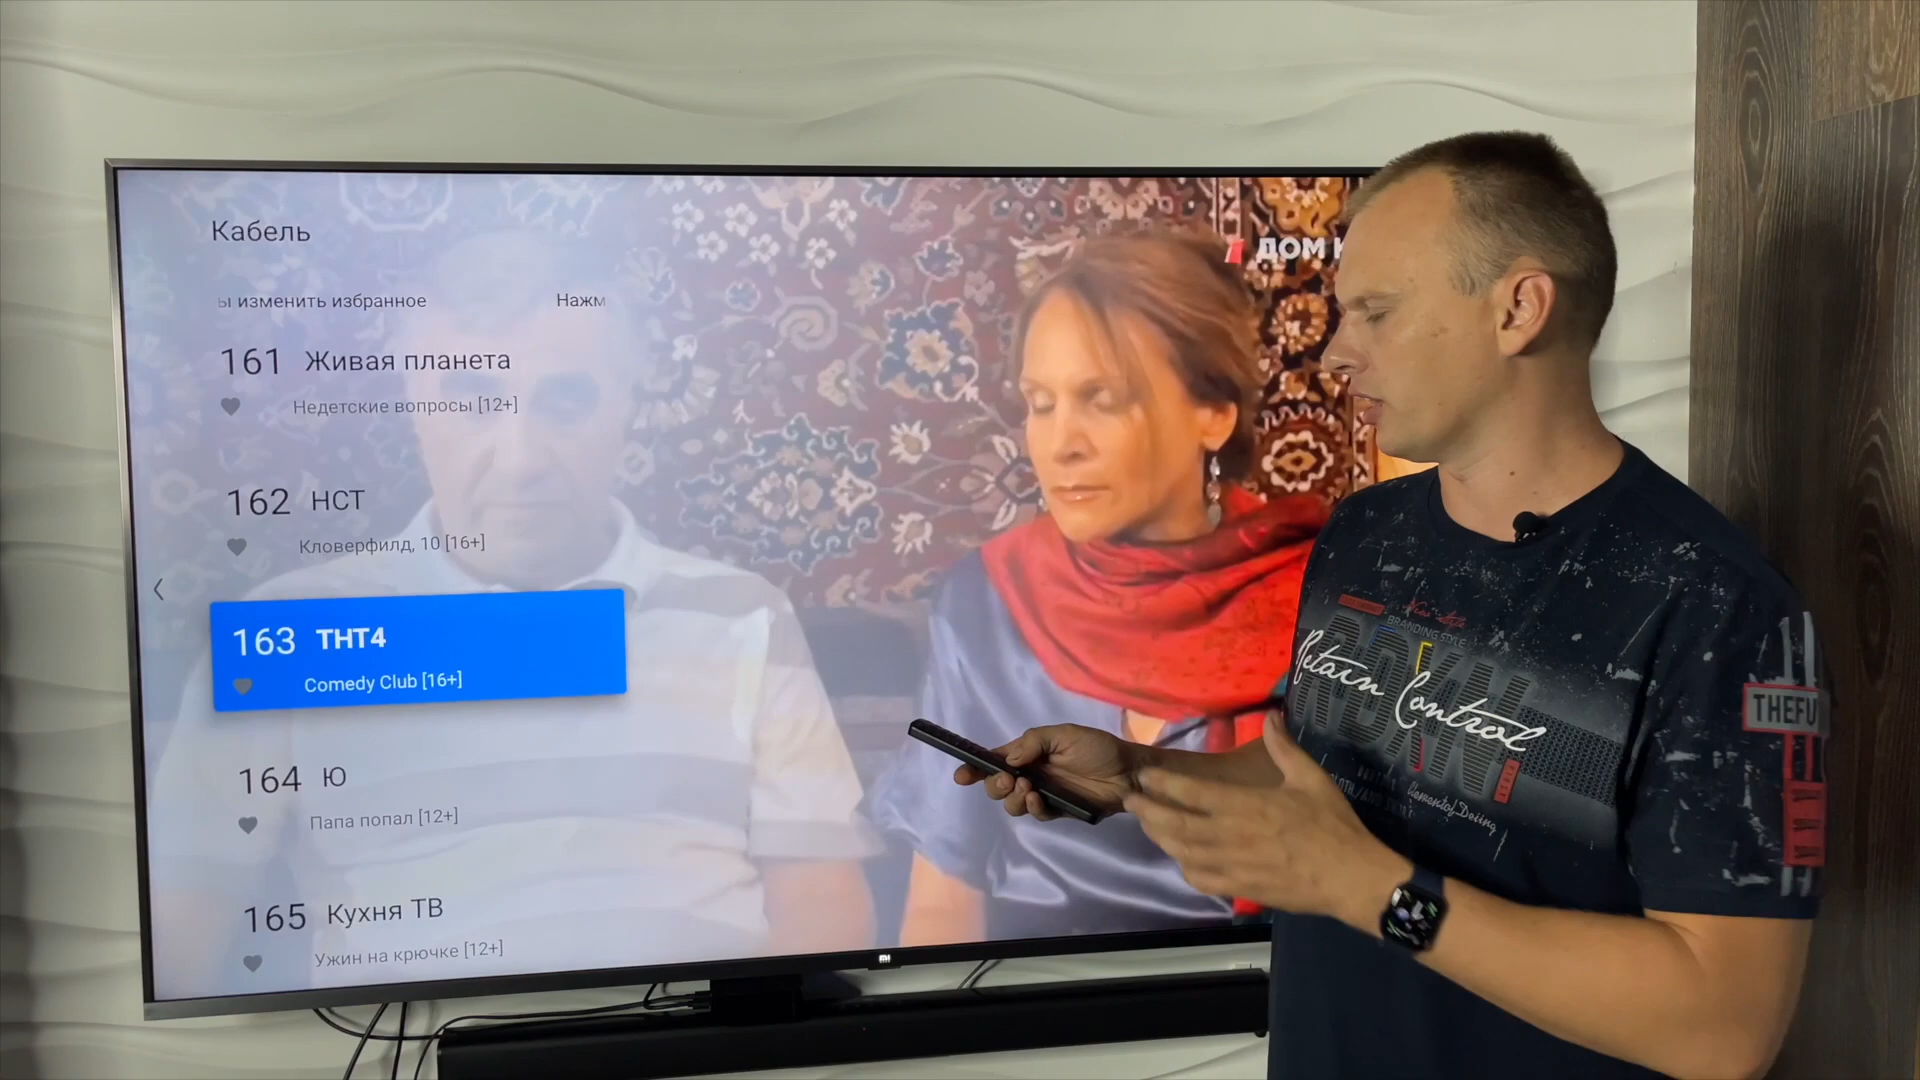 Кабель
ДОМ
ы изменить избранное
Нажм
161 Живая планета
Недетские вопросы [12+]
162 НСТ
Кловерфилд, 10 [16+]
163 ТНТ4
Comedy Club [16+]
164 Ю
Папа попал [12+]
165 Кухня ТВ
Ужин на крючке [12+]
mi
BRANDING STYLE
Retain Control
THEFU